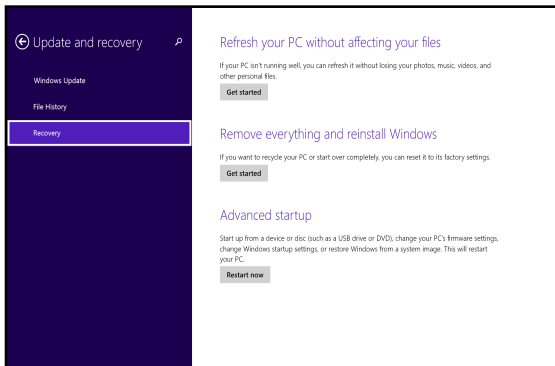 Update and recovery
Windows Update
File History
Recovery
Refresh your PC without affecting your files
If your PC isn't running well, you can refresh it without losing your photos, music, videos, and
other personal files.
Get started
Remove everything and reinstall Windows
If you want to recycle your PC or start over completely, you can reset it to its factory settings.
Get started
Advanced startup
Start up from a device or disc (such as a USB drive or DVD), change your PC's firmware settings,
change Windows startup settings, or restore Windows from a system image. This will restart
your PC.
Restart now